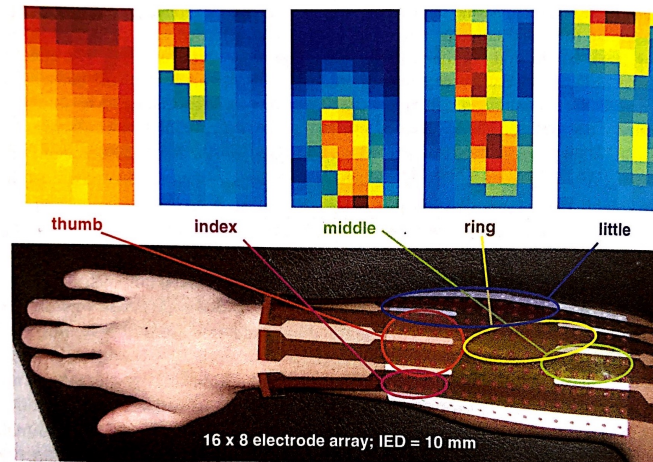 thumb index middle ring little
16 x 8 electrode array; IED = 10 mm